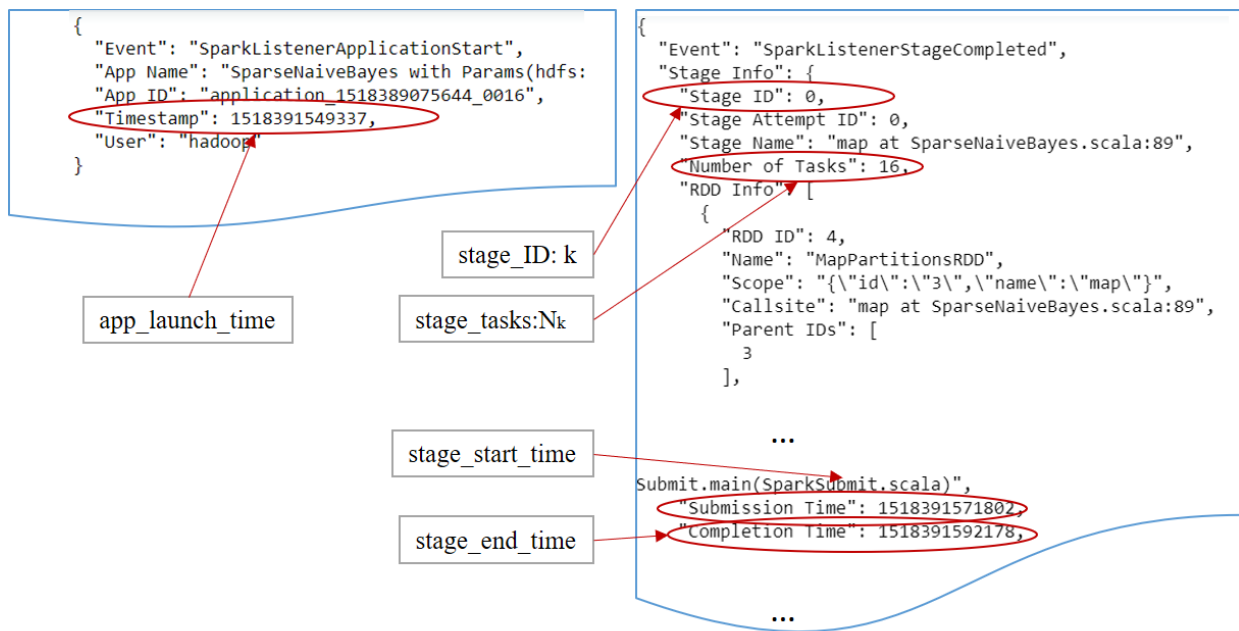 {
"Event": "SparkListenerApplicationStart",
"App Name": "SparseNaiveBayes with Params(hdfs:
"App ID": "application_1518389075644_0016",
"Timestamp": 1518391549337,
"User": "hadoop"
}
app_launch_time
{
"Event": "SparkListenerStageCompleted",
"Stage Info": {
"Stage ID": 0,
"Stage Attempt ID": 0,
"Stage Name": "map at SparseNaiveBayes.scala:89",
"Number of Tasks": 16,
"RDD Info": [
{
"RDD ID": 4,
"Name": "MapPartitionsRDD",
"Scope": "{\"id\":\"3\",\"name\":\"map\"}",
"Callsite": "map at SparseNaiveBayes.scala:89",
"Parent IDs": [
3
],
...
Submit.main(SparkSubmit.scala)",
"Submission Time": 1518391571802,
"Completion Time": 1518391592178,
...
stage_ID: k
stage_tasks:Nk
stage_start_time
stage_end_time